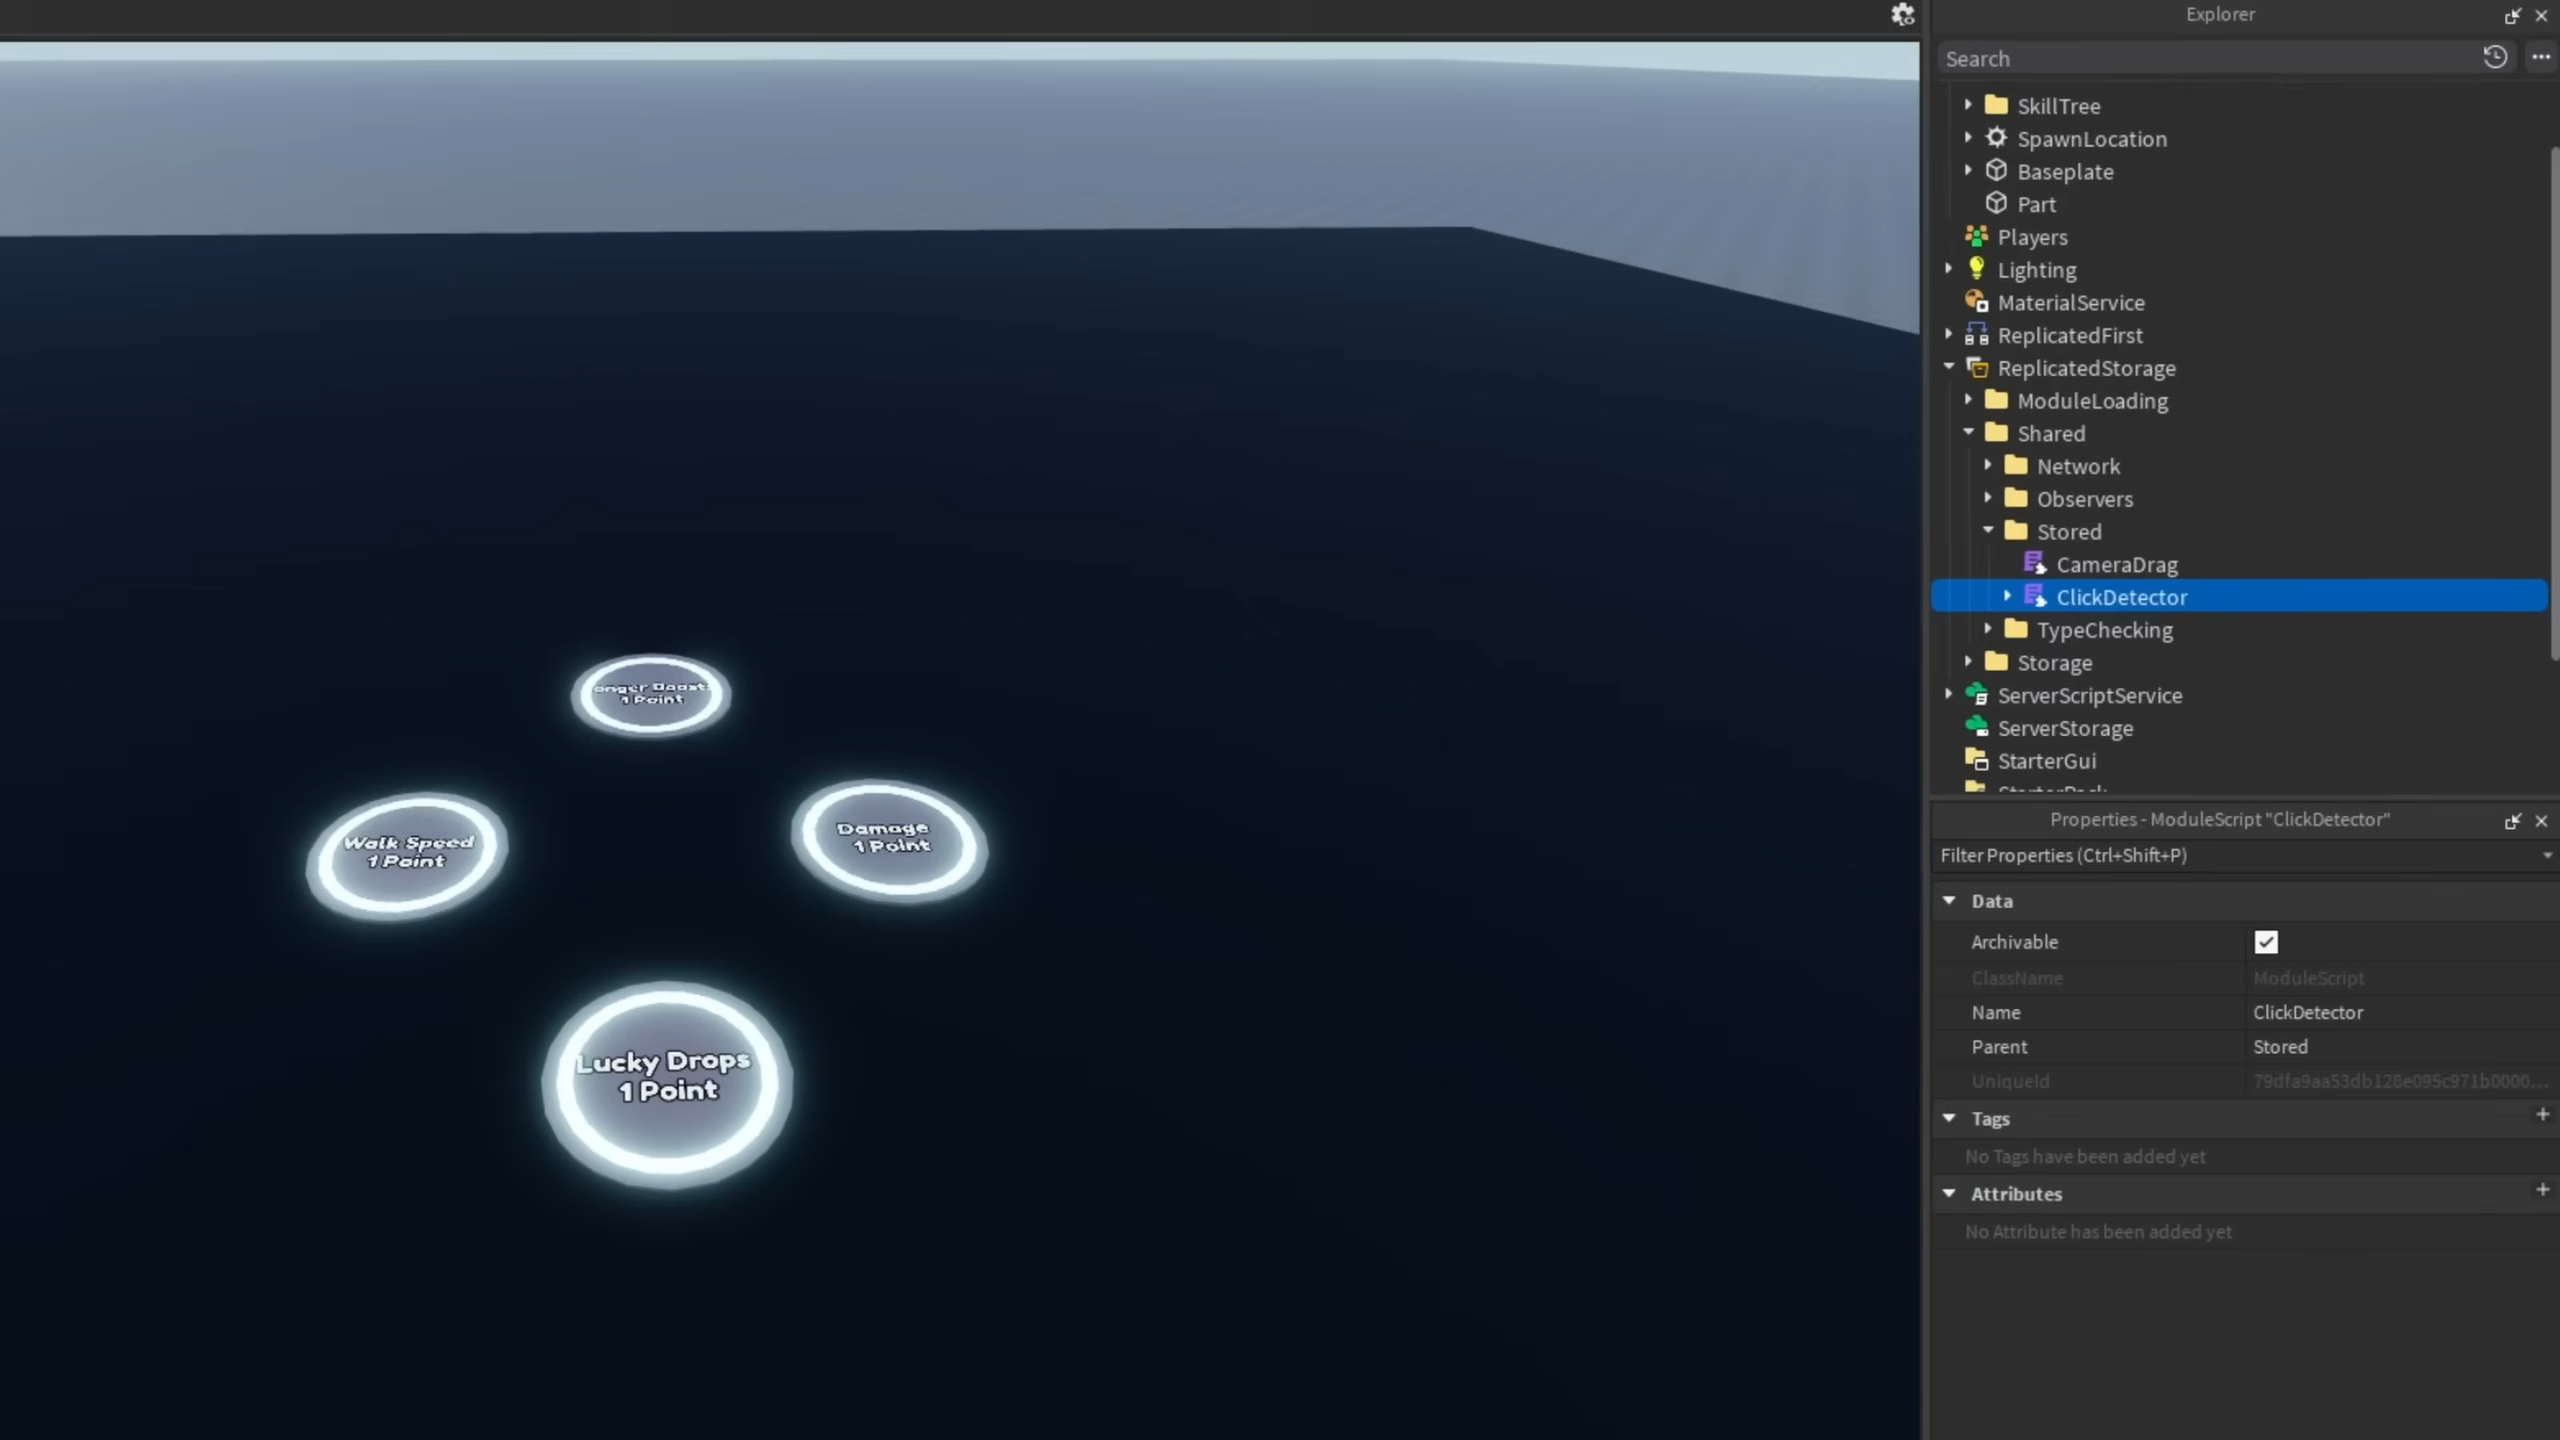 Explorer
Search
SkillTree
SpawnLocation
Baseplate
Part
Players
Lighting
MaterialService
ReplicatedFirst
ReplicatedStorage
ModuleLoading
Shared
Network
Observers
Stored
CameraDrag
ClickDetector
TypeChecking
Storage
ServerScriptService
ServerStorage
StarterGui
1 Point
Walk Speed
1 Point
Damage
1 Point
Lucky Drops
1 Point
Properties - ModuleScript "ClickDetector"
Filter Properties (Ctrl+Shift+P)
Data
Archivable
ClassName ModuleScript
Name ClickDetector
Parent Stored
UniqueId 79dfa9aa53db128e095c971b0000...
Tags
No Tags have been added yet
Attributes
No Attribute has been added yet